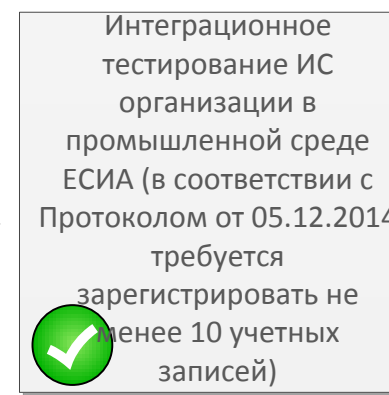 Интеграционное
тестирование ИС
организации в
промышленной среде
ЕСИА (в соответствии с
Протоколом от 05.12.2014
требуется
зарегистрировать не
менее 10 учетных
записей)